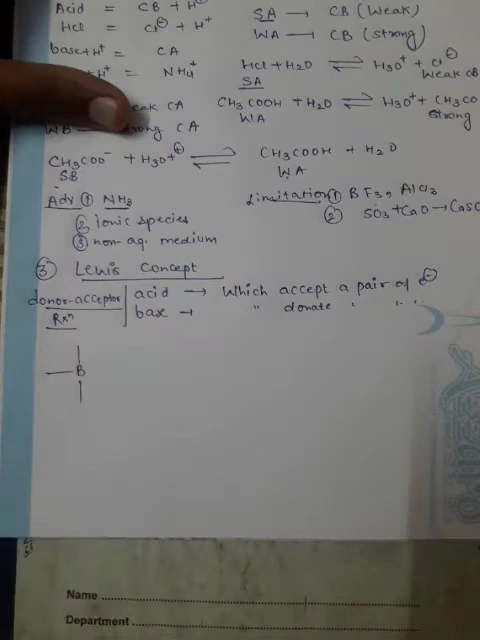 Acid = CB + H⊕
HCl = Cl⊖ + H⁺
base + H⁺ = CA
H⁺ = NH₄⁺
weak CA
WB strong CA
CH₃COO⁻ + H₃O⁺ ⇌ CH₃COOH + H₂O
SB WA
SA → CB (Weak)
WA → CB (strong)
HCl + H₂O ⇌ H₃O⁺ + Cl⊖
SA Weak CB
CH₃COOH + H₂O ⇌ H₃O⁺ + CH₃CO
WA strong
Adv ① NH₃
② ionic species
③ non-aq. medium
Limitation ① BF₃, AlCl₃
② SO₃ + CaO → CaSO
③ Lewis Concept
donor-acceptor Rxⁿ
acid → Which accept a pair of e⊖
base → " donate " " "
B
Name
Department